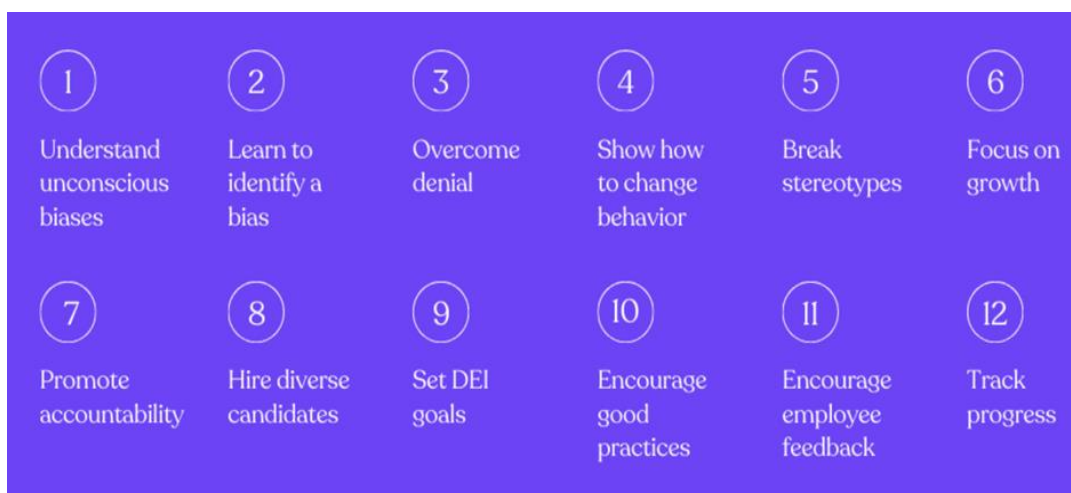 1
Understand
unconscious
biases
2
Learn to
identify a
bias
3
Overcome
denial
4
Show how
to change
behavior
5
Break
stereotypes
6
Focus on
growth
7
Promote
accountability
8
Hire diverse
candidates
9
Set DEI
goals
10
Encourage
good
practices
11
Encourage
employee
feedback
12
Track
progress